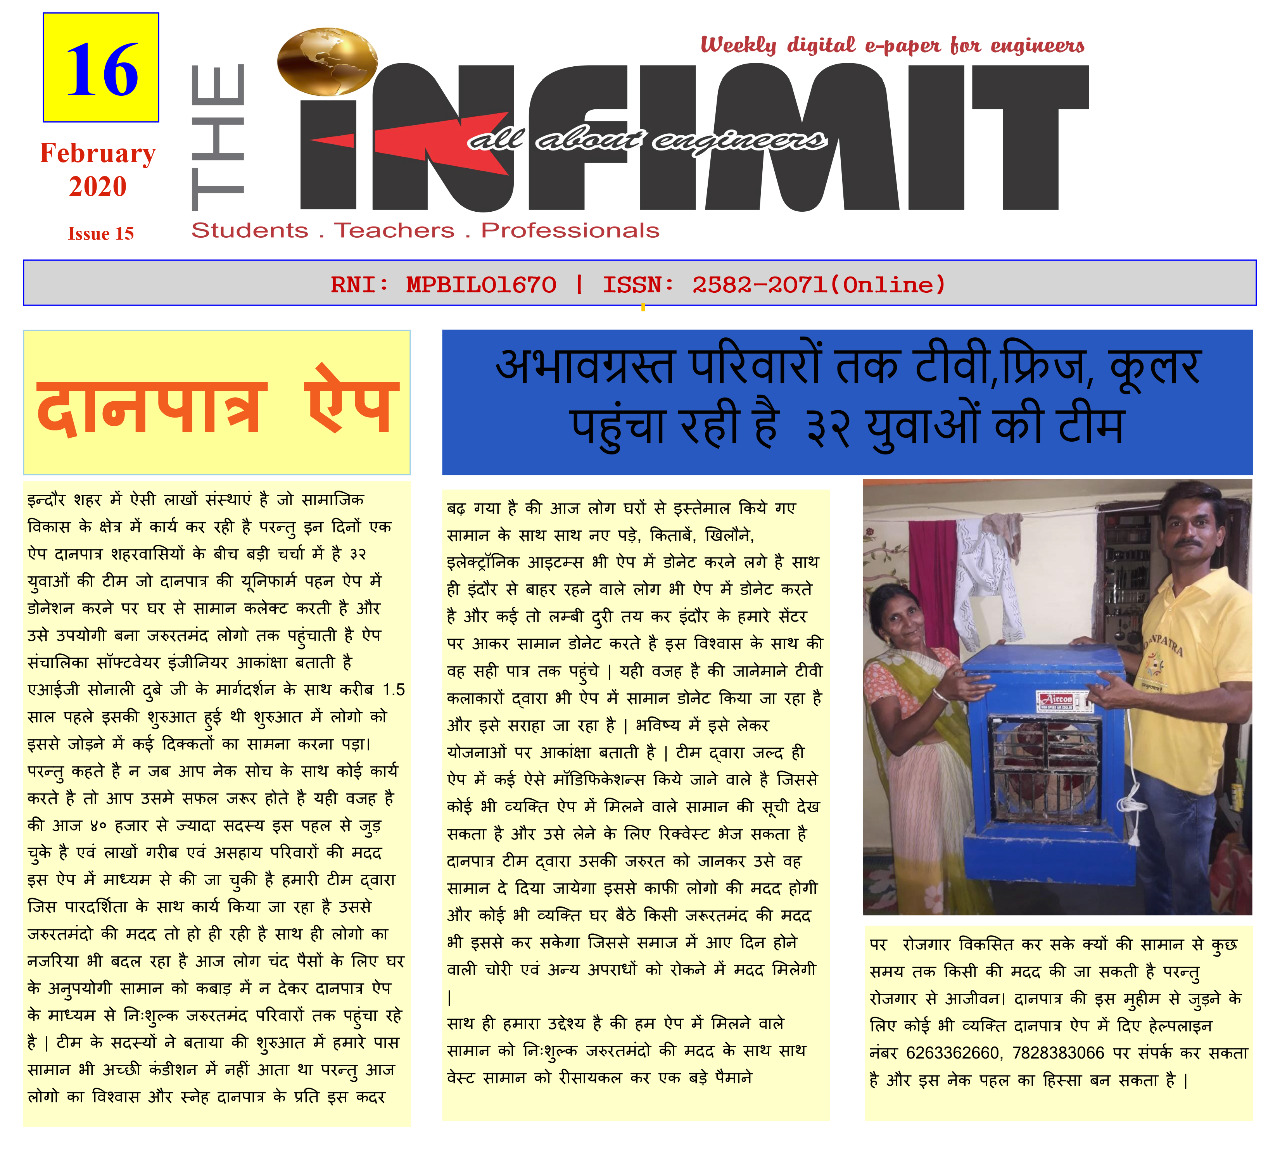 16
February
2020
Issue 15
THE
Weekly digital e-paper for engineers
iNFIMIT
all about engineers
Students . Teachers . Professionals
RNI: MPBIL01670 | ISSN: 2582-2071(Online)
दानपात्र ऐप
अभावग्रस्त परिवारों तक टीवी,फ्रिज, कूलर
पहुंचा रही है ३२ युवाओं की टीम
इन्दौर शहर में ऐसी लाखों संस्थाएं है जो सामाजिक
विकास के क्षेत्र में कार्य कर रही है परन्तु इन दिनों एक
ऐप दानपात्र शहरवासियों के बीच बड़ी चर्चा में है ३२
युवाओं की टीम जो दानपात्र की यूनिफार्म पहन ऐप में
डोनेशन करने पर घर से सामान कलेक्ट करती है और
उसे उपयोगी बना जरुरतमंद लोगो तक पहुंचाती है ऐप
संचालिका सॉफ्टवेयर इंजीनियर आकांक्षा बताती है
एआईजी सोनाली दुबे जी के मार्गदर्शन के साथ करीब 1.5
साल पहले इसकी शुरुआत हुई थी शुरुआत में लोगो को
इससे जोड़ने में कई दिक्कतों का सामना करना पड़ा।
परन्तु कहते है न जब आप नेक सोच के साथ कोई कार्य
करते है तो आप उसमे सफल जरूर होते है यही वजह है
की आज ४० हजार से ज्यादा सदस्य इस पहल से जुड़
चुके है एवं लाखों गरीब एवं असहाय परिवारों की मदद
इस ऐप में माध्यम से की जा चुकी है हमारी टीम द्वारा
जिस पारदर्शिता के साथ कार्य किया जा रहा है उससे
जरुरतमंदो की मदद तो हो ही रही है साथ ही लोगो का
नजरिया भी बदल रहा है आज लोग चंद पैसों के लिए घर
के अनुपयोगी सामान को कबाड़ में न देकर दानपात्र ऐप
के माध्यम से निःशुल्क जरुरतमंद परिवारों तक पहुंचा रहे
है | टीम के सदस्यों ने बताया की शुरुआत में हमारे पास
सामान भी अच्छी कंडीशन में नहीं आता था परन्तु आज
लोगो का विश्वास और स्नेह दानपात्र के प्रति इस कदर
बढ़ गया है की आज लोग घरों से इस्तेमाल किये गए
सामान के साथ साथ नए पड़े, किताबें, खिलौने,
इलेक्ट्रॉनिक आइटम्स भी ऐप में डोनेट करने लगे है साथ
ही इंदौर से बाहर रहने वाले लोग भी ऐप में डोनेट करते
है और कई तो लम्बी दुरी तय कर इंदौर के हमारे सेंटर
पर आकर सामान डोनेट करते है इस विश्वास के साथ की
वह सही पात्र तक पहुंचे | यही वजह है की जानेमाने टीवी
कलाकारों द्वारा भी ऐप में सामान डोनेट किया जा रहा है
और इसे सराहा जा रहा है | भविष्य में इसे लेकर
योजनाओं पर आकांक्षा बताती है | टीम द्वारा जल्द ही
ऐप में कई ऐसे मॉडिफिकेशन्स किये जाने वाले है जिससे
कोई भी व्यक्ति ऐप में मिलने वाले सामान की सूची देख
सकता है और उसे लेने के लिए रिक्वेस्ट भेज सकता है
दानपात्र टीम द्वारा उसकी जरुरत को जानकर उसे वह
सामान दे दिया जायेगा इससे काफी लोगो की मदद होगी
और कोई भी व्यक्ति घर बैठे किसी जरूरतमंद की मदद
भी इससे कर सकेगा जिससे समाज में आए दिन होने
वाली चोरी एवं अन्य अपराधों को रोकने में मदद मिलेगी
|
साथ ही हमारा उद्देश्य है की हम ऐप में मिलने वाले
सामान को निःशुल्क जरुरतमंदो की मदद के साथ साथ
वेस्ट सामान को रीसायकल कर एक बड़े पैमाने
DAANPATRA
Aircon
पर रोजगार विकसित कर सके क्यों की सामान से कुछ
समय तक किसी की मदद की जा सकती है परन्तु
रोजगार से आजीवन। दानपात्र की इस मुहीम से जुड़ने के
लिए कोई भी व्यक्ति दानपात्र ऐप में दिए हेल्पलाइन
नंबर 6263362660, 7828383066 पर संपर्क कर सकता
है और इस नेक पहल का हिस्सा बन सकता है |